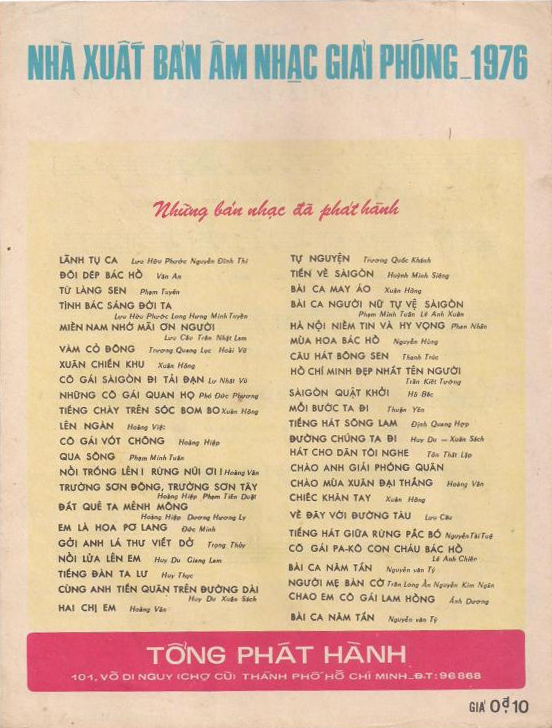 NHÀ XUẤT BẢN ÂM NHẠC GIẢI PHÓNG_1976
Những bản nhạc đã phát hành
LÃNH TỤ CA Lưu Hữu Phước Nguyễn Đình Thi
ĐÔI DÉP BÁC HỒ Văn An
TỪ LÀNG SEN Phạm Tuyên
TÌNH BÁC SÁNG ĐỜI TA
Lưu Hữu Phước Long Hưng Minh Tuyền
MIỀN NAM NHỚ MÃI ƠN NGƯỜI
Lưu Cầu Trần Nhật Lam
VÀM CỎ ĐÔNG Trương Quang Lục Hoài Vũ
XUÂN CHIẾN KHU Xuân Hồng
CÔ GÁI SÀIGÒN ĐI TẢI ĐẠN Lư Nhất Vũ
NHỮNG CÔ GÁI QUAN HỌ Phó Đức Phương
TIẾNG CHÀY TRÊN SÓC BOM BO Xuân Hồng
LÊN NGÀN Hoàng Việt
CÔ GÁI VÓT CHÔNG Hoàng Hiệp
QUA SÔNG Phạm Minh Tuấn
NỔI TRỐNG LÊN ! RỪNG NÚI ƠI ! Hoàng Vân
TRƯỜNG SƠN ĐÔNG, TRƯỜNG SƠN TÂY
Hoàng Hiệp Phạm Tiến Duật
ĐẤT QUÊ TA MÊNH MÔNG
Hoàng Hiệp Dương Hương Ly
EM LÀ HOA PƠ LANG Đức Minh
GỞI ANH LÁ THƯ VIẾT DỞ Trọng Thủy
NỔI LỬA LÊN EM Huy Du Giang Lam
TIẾNG ĐÀN TA LƯ Huy Thục
CÙNG ANH TIẾN QUÂN TRÊN ĐƯỜNG DÀI
Huy Du Xuân Sách
HAI CHỊ EM Hoàng Vân
TỰ NGUYỆN Trương Quốc Khánh
TIẾN VỀ SÀIGÒN Huỳnh Minh Siêng
BÀI CA MAY ÁO Xuân Hồng
BÀI CA NGƯỜI NỮ TỰ VỆ SÀIGÒN
Phạm Minh Tuấn Lê Anh Xuân
HÀ NỘI NIỀM TIN VÀ HY VỌNG Phan Nhân
MÙA HOA BÁC HỒ Nguyễn Hùng
CÂU HÁT BÔNG SEN Thanh Trúc
HỒ CHÍ MINH ĐẸP NHẤT TÊN NGƯỜI
Trần Kiết Tường
SÀIGÒN QUẬT KHỞI Hồ Bắc
MỖI BƯỚC TA ĐI Thuận Yến
TIẾNG HÁT SÔNG LAM Định Quang Hợp
ĐƯỜNG CHÚNG TA ĐI Huy Du – Xuân Sách
HÁT CHO DÂN TÔI NGHE Tôn Thất Lập
CHÀO ANH GIẢI PHÓNG QUÂN
CHÀO MÙA XUÂN ĐẠI THẮNG Hoàng Vân
CHIẾC KHĂN TAY Xuân Hồng
VỀ ĐÂY VỚI ĐƯỜNG TÀU Lưu Cầu
TIẾNG HÁT GIỮA RỪNG PẮC BÓ Nguyễn Tài Tuệ
CÔ GÁI PA-KÔ CON CHÁU BÁC HỒ
Lê Anh Chiến
BÀI CA NĂM TẤN Nguyễn văn Tý
NGƯỜI MẸ BÀN CỜ Trần Long Ẩn Nguyễn Kim Ngân
CHAO EM CÔ GÁI LAM HỒNG Ánh Dương
BÀI CA NĂM TẤN Nguyễn văn Tý
TỔNG PHÁT HÀNH
101, VÕ DI NGUY (CHỢ CŨ) THÀNH PHỐ HỒ CHÍ MINH_ĐT: 96868
GIÁ 0đ10